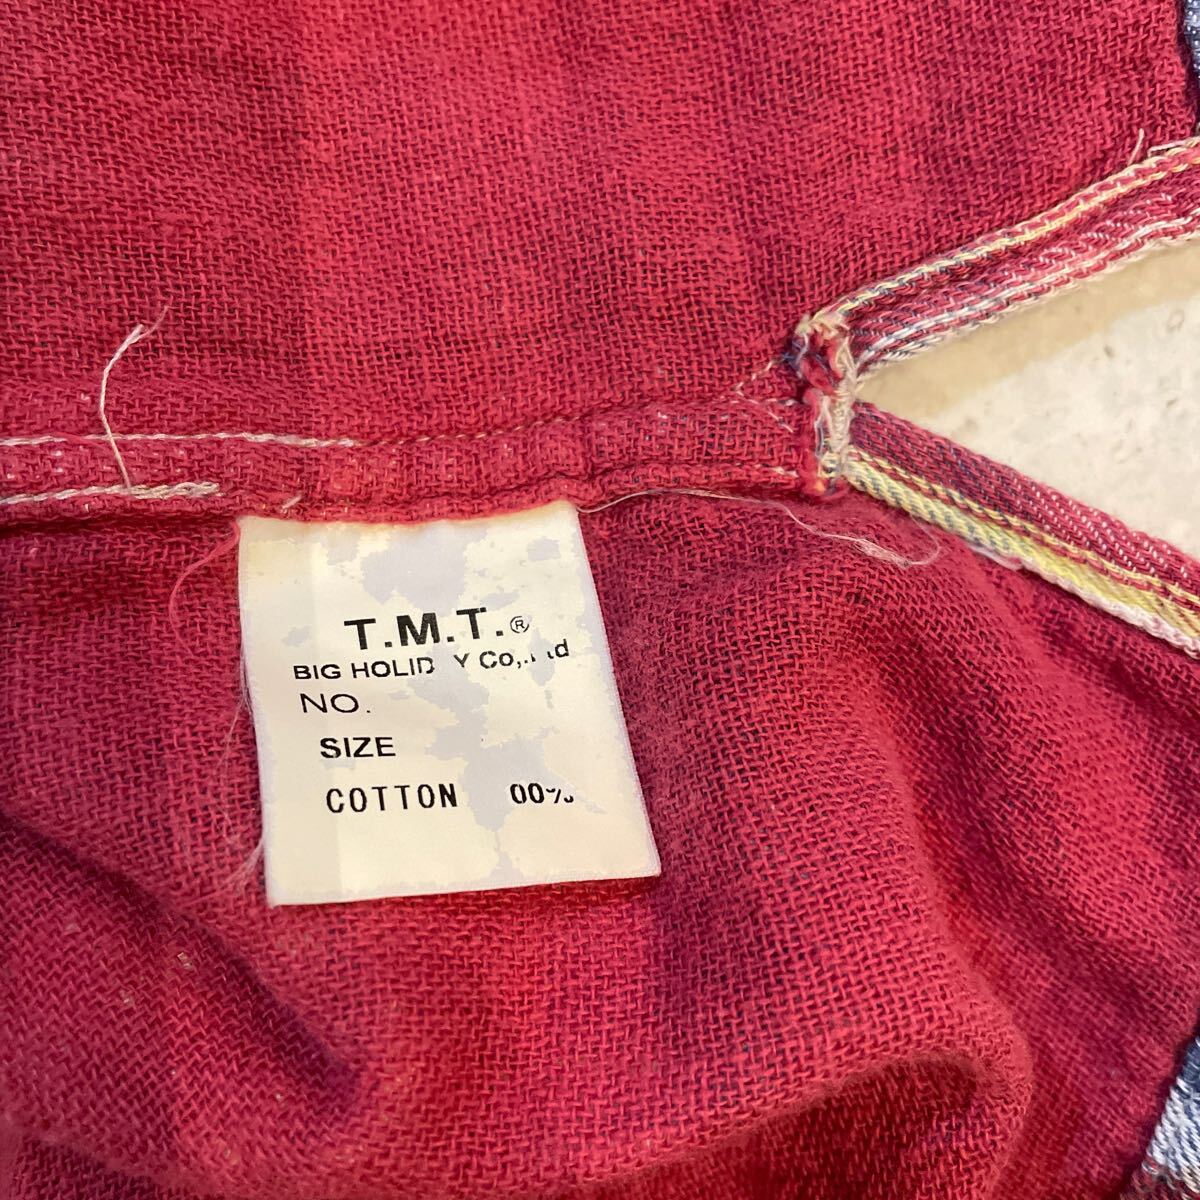 T.M.T.®
BIG HOLID Y Co,. td
NO.
SIZE
COTTON 00%